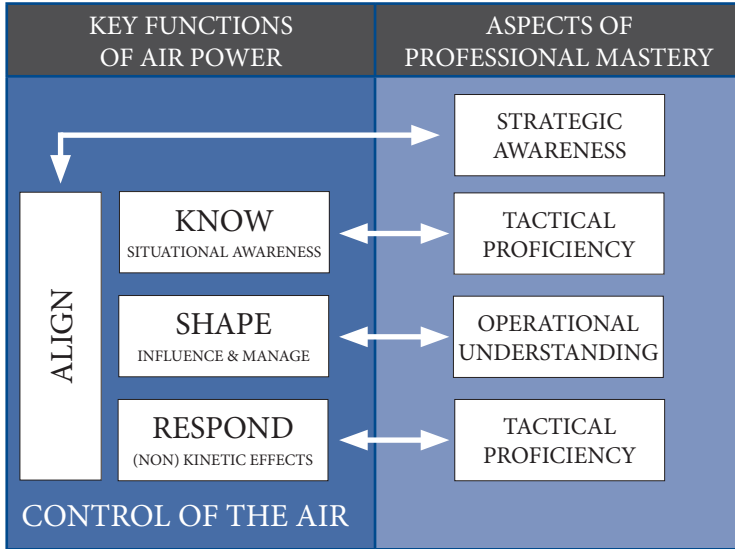 KEY FUNCTIONS
OF AIR POWER
ASPECTS OF
PROFESSIONAL MASTERY
STRATEGIC
AWARENESS
ALIGN
KNOW
SITUATIONAL AWARENESS
TACTICAL
PROFICIENCY
SHAPE
INFLUENCE & MANAGE
OPERATIONAL
UNDERSTANDING
RESPOND
(NON) KINETIC EFFECTS
TACTICAL
PROFICIENCY
CONTROL OF THE AIR